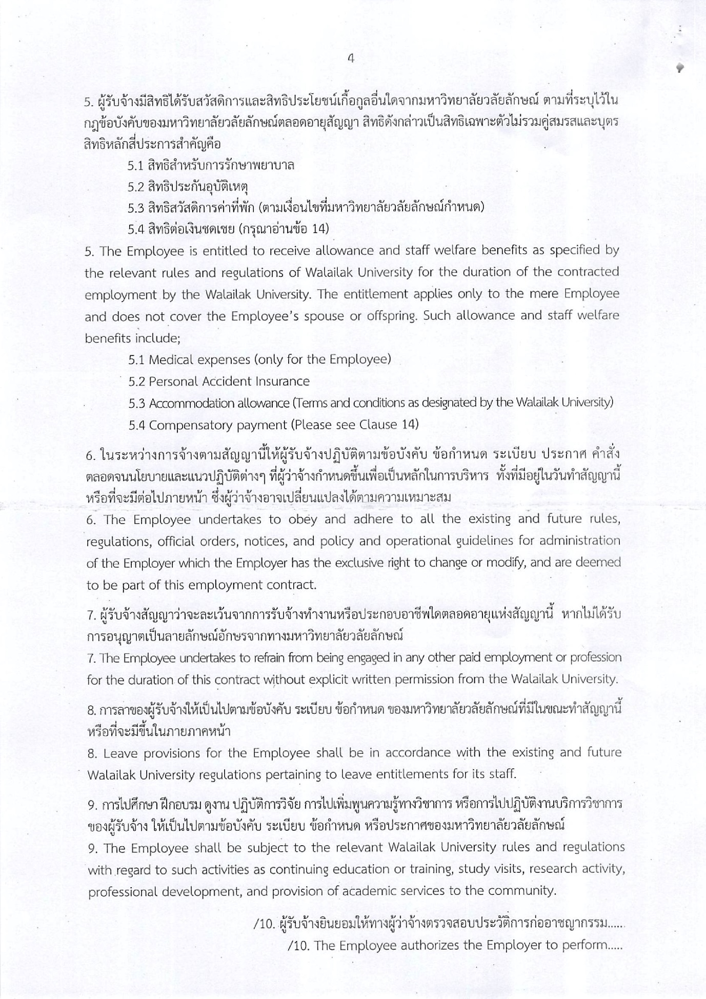 4
5. ผู้รับจ้างมีสิทธิได้รับสวัสดิการและสิทธิประโยชน์เกื้อกูลอื่นใดจากมหาวิทยาลัยวลัยลักษณ์ ตามที่ระบุไว้ใน
กฎข้อบังคับของมหาวิทยาลัยวลัยลักษณ์ตลอดอายุสัญญา สิทธิดังกล่าวเป็นสิทธิเฉพาะตัวไม่รวมคู่สมรสและบุตร
สิทธิหลักสี่ประการสำคัญคือ
5.1 สิทธิสำหรับการรักษาพยาบาล
5.2 สิทธิประกันอุบัติเหตุ
5.3 สิทธิสวัสดิการค่าที่พัก (ตามเงื่อนไขที่มหาวิทยาลัยวลัยลักษณ์กำหนด)
5.4 สิทธิต่อเงินชดเชย (กรุณาอ่านข้อ 14)
5. The Employee is entitled to receive allowance and staff welfare benefits as specified by
the relevant rules and regulations of Walailak University for the duration of the contracted
employment by the Walailak University. The entitlement applies only to the mere Employee
and does not cover the Employee's spouse or offspring. Such allowance and staff welfare
benefits include;
5.1 Medical expenses (only for the Employee)
5.2 Personal Accident Insurance
5.3 Accommodation allowance (Terms and conditions as designated by the Walailak University)
5.4 Compensatory payment (Please see Clause 14)
6. ในระหว่างการจ้างตามสัญญานี้ให้ผู้รับจ้างปฏิบัติตามข้อบังคับ ข้อกำหนด ระเบียบ ประกาศ คำสั่ง
ตลอดจนนโยบายและแนวปฏิบัติต่างๆ ที่ผู้ว่าจ้างกำหนดขึ้นเพื่อเป็นหลักในการบริหาร ทั้งที่มีอยู่ในวันทำสัญญานี้
หรือที่จะมีต่อไปภายหน้า ซึ่งผู้ว่าจ้างอาจเปลี่ยนแปลงได้ตามความเหมาะสม
6. The Employee undertakes to obey and adhere to all the existing and future rules,
regulations, official orders, notices, and policy and operational guidelines for administration
of the Employer which the Employer has the exclusive right to change or modify, and are deemed
to be part of this employment contract.
7. ผู้รับจ้างสัญญาว่าจะละเว้นจากการรับจ้างทำงานหรือประกอบอาชีพใดตลอดอายุแห่งสัญญานี้ หากไม่ได้รับ
การอนุญาตเป็นลายลักษณ์อักษรจากทางมหาวิทยาลัยวลัยลักษณ์
7. The Employee undertakes to refrain from being engaged in any other paid employment or profession
for the duration of this contract without explicit written permission from the Walailak University.
8. การลาของผู้รับจ้างให้เป็นไปตามข้อบังคับ ระเบียบ ข้อกำหนด ของมหาวิทยาลัยวลัยลักษณ์ที่มีในขณะทำสัญญานี้
หรือที่จะมีขึ้นในภายภาคหน้า
8. Leave provisions for the Employee shall be in accordance with the existing and future
Walailak University regulations pertaining to leave entitlements for its staff.
9. การไปศึกษา ฝึกอบรม ดูงาน ปฏิบัติการวิจัย การไปเพิ่มพูนความรู้ทางวิชาการ หรือการไปปฏิบัติงานบริการวิชาการ
ของผู้รับจ้าง ให้เป็นไปตามข้อบังคับ ระเบียบ ข้อกำหนด หรือประกาศของมหาวิทยาลัยวลัยลักษณ์
9. The Employee shall be subject to the relevant Walailak University rules and regulations
with regard to such activities as continuing education or training, study visits, research activity,
professional development, and provision of academic services to the community.
/10. ผู้รับจ้างยินยอมให้ทางผู้ว่าจ้างตรวจสอบประวัติการก่ออาชญากรรม......
/10. The Employee authorizes the Employer to perform.....